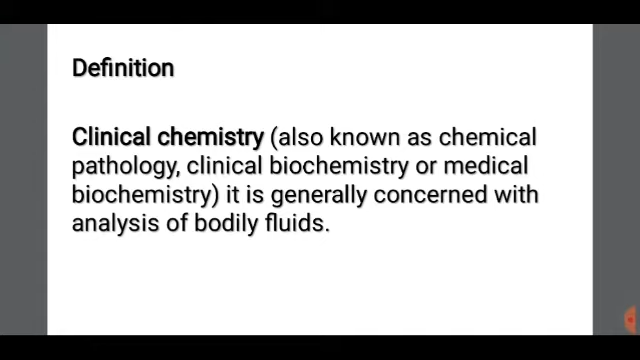 Definition
Clinical chemistry (also known as chemical
pathology, clinical biochemistry or medical
biochemistry) it is generally concerned with
analysis of bodily fluids.